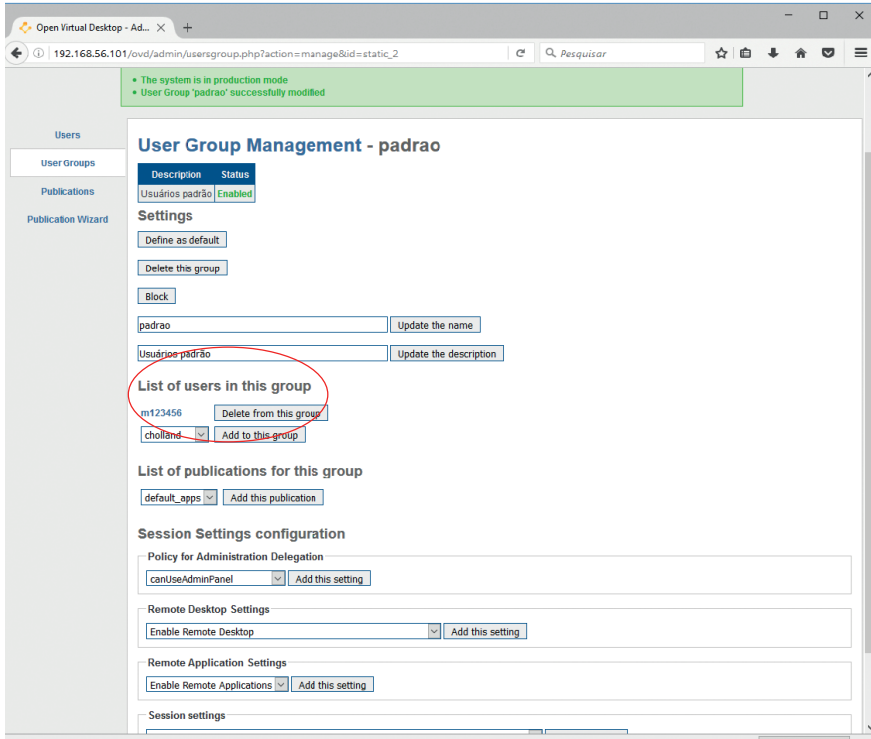 Open Virtual Desktop - Ad...
192.168.56.101/ovd/admin/usersgroup.php?action=manage&id=static_2
Pesquisar
The system is in production mode
User Group 'padrao' successfully modified
Users
User Groups
Publications
Publication Wizard
User Group Management - padrao
Description Status
Usuários padrão Enabled
Settings
Define as default
Delete this group
Block
padrao Update the name
Usuários padrão Update the description
List of users in this group
m123456 Delete from this group
cholland Add to this group
List of publications for this group
default_apps Add this publication
Session Settings configuration
Policy for Administration Delegation
canUseAdminPanel Add this setting
Remote Desktop Settings
Enable Remote Desktop Add this setting
Remote Application Settings
Enable Remote Applications Add this setting
Session settings